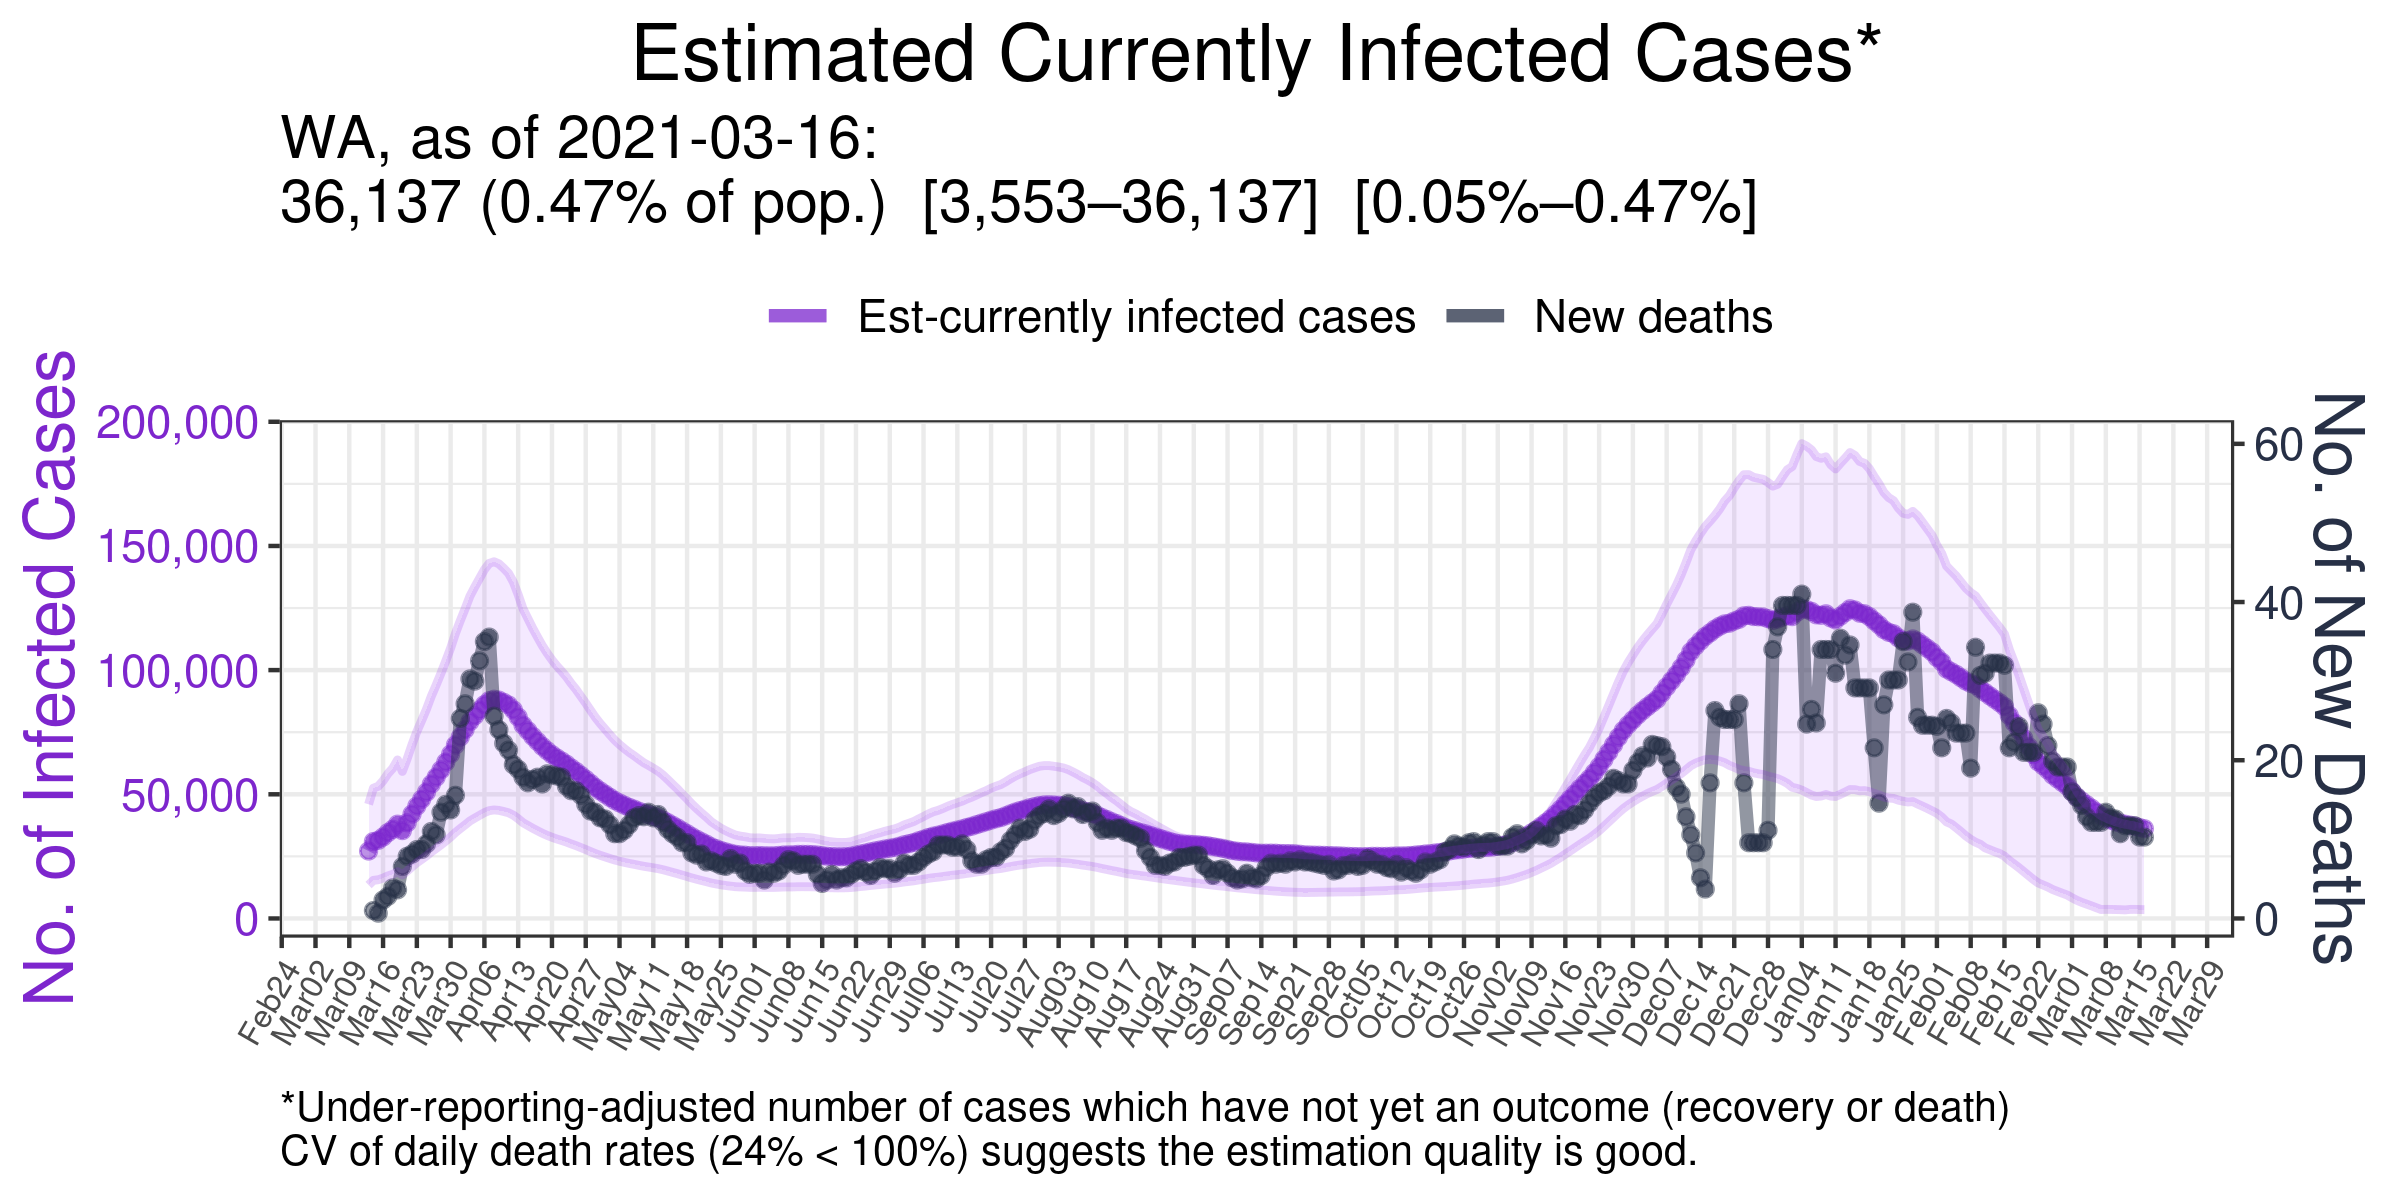 Estimated Currently Infected Cases*
WA, as of 2021-03-16:
36,137 (0.47% of pop.) [3,553–36,137] [0.05%–0.47%]
Est-currently infected cases
New deaths
No. of Infected Cases
200,000
150,000
100,000
50,000
0
60
40
20
0
No. of New Deaths
Feb24
Mar02
Mar09
Mar16
Mar23
Mar30
Apr06
Apr13
Apr20
Apr27
May04
May11
May18
May25
Jun01
Jun08
Jun15
Jun22
Jun29
Jul06
Jul13
Jul20
Jul27
Aug03
Aug10
Aug17
Aug24
Aug31
Sep07
Sep14
Sep21
Sep28
Oct05
Oct12
Oct19
Oct26
Nov02
Nov09
Nov16
Nov23
Nov30
Dec07
Dec14
Dec21
Dec28
Jan04
Jan11
Jan18
Jan25
Feb01
Feb08
Feb15
Feb22
Mar01
Mar08
Mar15
Mar22
Mar29
*Under-reporting-adjusted number of cases which have not yet an outcome (recovery or death)
CV of daily death rates (24% < 100%) suggests the estimation quality is good.